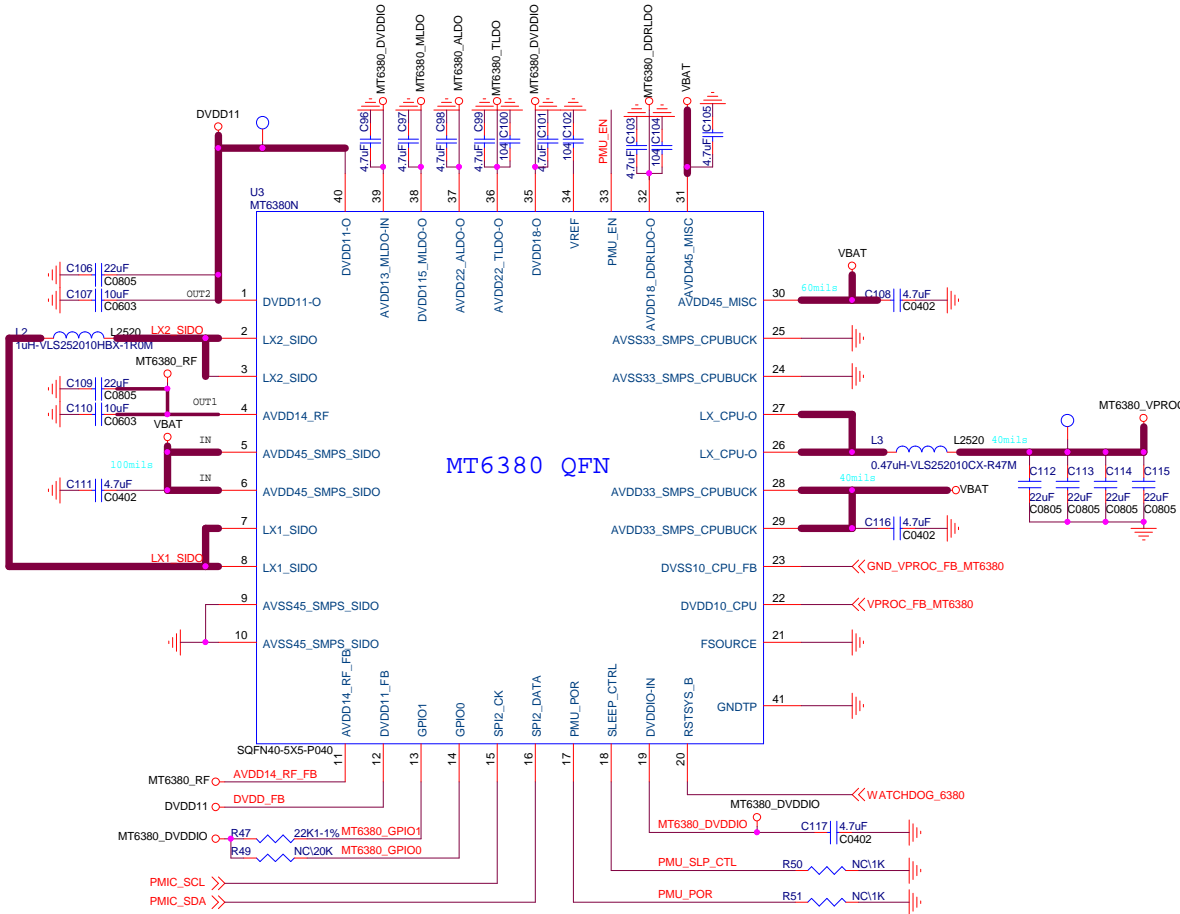 MT6380_DVDDIO
MT6380_MLDO
MT6380_ALDO
MT6380_TLDO
MT6380_DVDDIO
MT6380_DDRLDO
VBAT
DVDD11
C96
4.7uF
C97
4.7uF
C98
4.7uF
C99
4.7uF
C100
104
C101
4.7uF
C102
104
PMU_EN
C103
4.7uF
C104
104
C105
4.7uF
U3
MT6380N
40
39
38
37
36
35
34
33
32
31
DVDD11-O
AVDD13_MLDO-IN
DVDD115_MLDO-O
AVDD22_ALDO-O
AVDD22_TLDO-O
DVDD18-O
VREF
PMU_EN
AVDD18_DDRLDO-O
AVDD45_MISC
C106 22uF
C0805
C107 10uF
C0603
OUT2
1 DVDD11-O
L2
1uH-VLS252010HBX-1R0M
L2520
LX2_SIDO
2 LX2_SIDO
3 LX2_SIDO
MT6380_RF
C109 22uF
C0805
C110 10uF
C0603
OUT1
4 AVDD14_RF
VBAT
IN
5 AVDD45_SMPS_SIDO
100mils
IN
6 AVDD45_SMPS_SIDO
C111 4.7uF
C0402
7 LX1_SIDO
LX1_SIDO
8 LX1_SIDO
9 AVSS45_SMPS_SIDO
10 AVSS45_SMPS_SIDO
MT6380 QFN
VBAT
60mils
AVDD45_MISC 30
C108 4.7uF
C0402
AVSS33_SMPS_CPUBUCK 25
AVSS33_SMPS_CPUBUCK 24
LX_CPU-O 27
LX_CPU-O 26
L3
L2520
0.47uH-VLS252010CX-R47M
40mils
MT6380_VPROC
C112
22uF
C0805
C113
22uF
C0805
C114
22uF
C0805
C115
22uF
C0805
40mils
AVDD33_SMPS_CPUBUCK 28
VBAT
AVDD33_SMPS_CPUBUCK 29
C116 4.7uF
C0402
DVSS10_CPU_FB 23
GND_VPROC_FB_MT6380
DVDD10_CPU 22
VPROC_FB_MT6380
FSOURCE 21
GNDTP 41
AVDD14_RF_FB
DVDD11_FB
GPIO1
GPIO0
SPI2_CK
SPI2_DATA
PMU_POR
SLEEP_CTRL
DVDDIO-IN
RSTSYS_B
SQFN40-5X5-P040
11
12
13
14
15
16
17
18
19
20
MT6380_RF AVDD14_RF_FB
DVDD11 DVDD_FB
MT6380_DVDDIO R47 22K1-1% MT6380_GPIO1
R49 NC\20K MT6380_GPIO0
PMIC_SCL
PMIC_SDA
WATCHDOG_6380
MT6380_DVDDIO
MT6380_DVDDIO
C117 4.7uF
C0402
PMU_SLP_CTL R50 NC\1K
PMU_POR R51 NC\1K